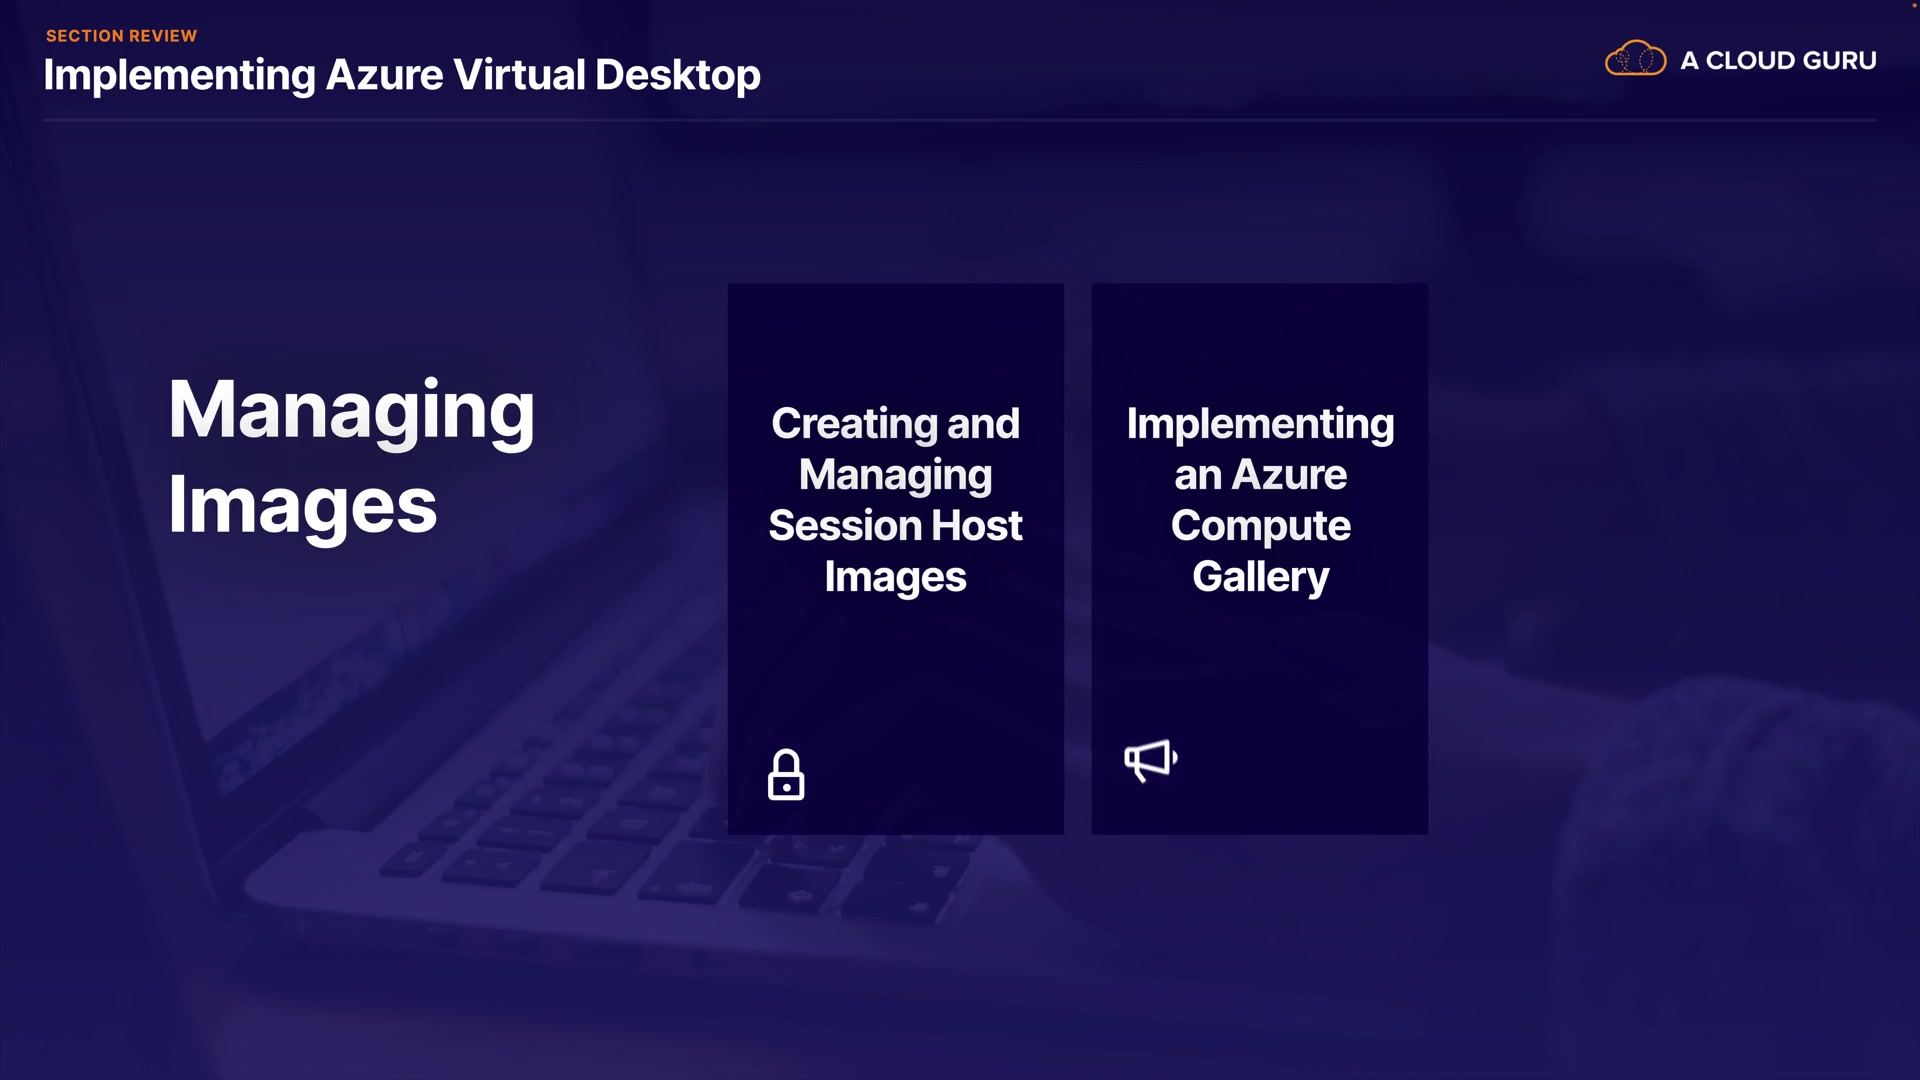 SECTION REVIEW
Implementing Azure Virtual Desktop
A CLOUD GURU
Managing
Images
Creating and
Managing
Session Host
Images
Implementing
an Azure
Compute
Gallery